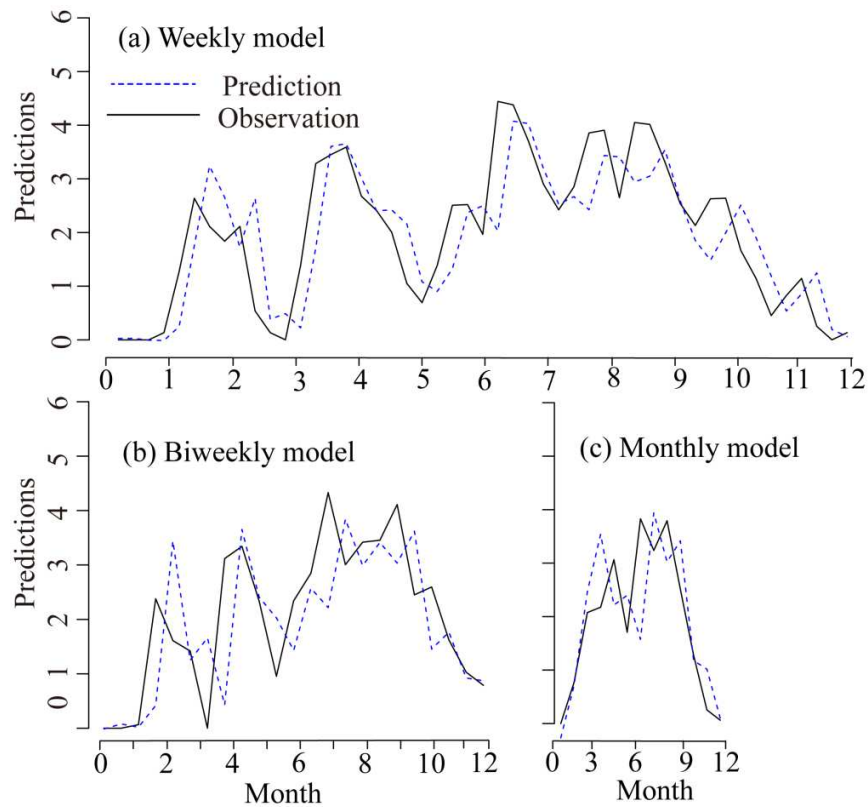 6
(a) Weekly model
5
Prediction
Observation
4
Predictions
3
2
1
0
0 1 2 3 4 5 6 7 8 9 10 11 12
6
(b) Biweekly model
(c) Monthly model
5
4
Predictions
3
2
1
0
0 2 4 6 8 10 12
0 3 6 9 12
Month
Month